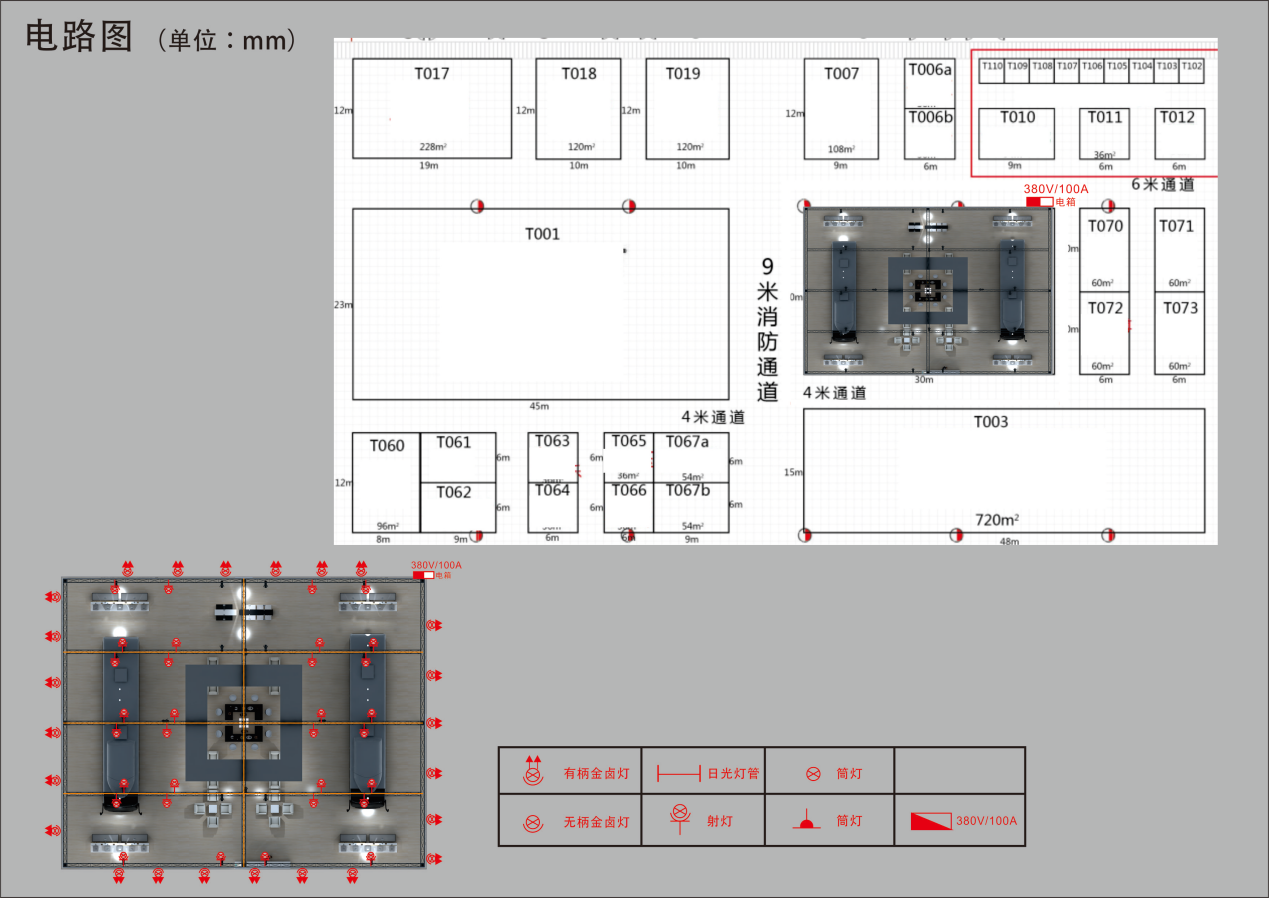 电路图 (单位：mm)
T017
12m
228m²
19m
T018
12m
120m²
10m
T019
12m
120m²
10m
T007
12m
108m²
9m
T006a
T006b
6m
T110 T109 T108 T107 T106 T105 T104 T103 T102
T010
9m
T011
36m²
6m
T012
6m
6米通道
380V/100A
电箱
T001
23m
45m
9米消防通道
0m
30m
4米通道
T070
0m
60m²
T071
60m²
T072
0m
60m²
6m
T073
60m²
6m
4米通道
T060
12m
96m²
8m
T061
6m
T062
6m
9m
T063
T064
6m
T065
6m
36m²
T066
6m
6m
T067a
54m²
6m
T067b
54m²
6m
9m
T003
15m
720m²
48m
380V/100A
电箱
有柄金卤灯
日光灯管
筒灯
无柄金卤灯
射灯
筒灯
380V/100A